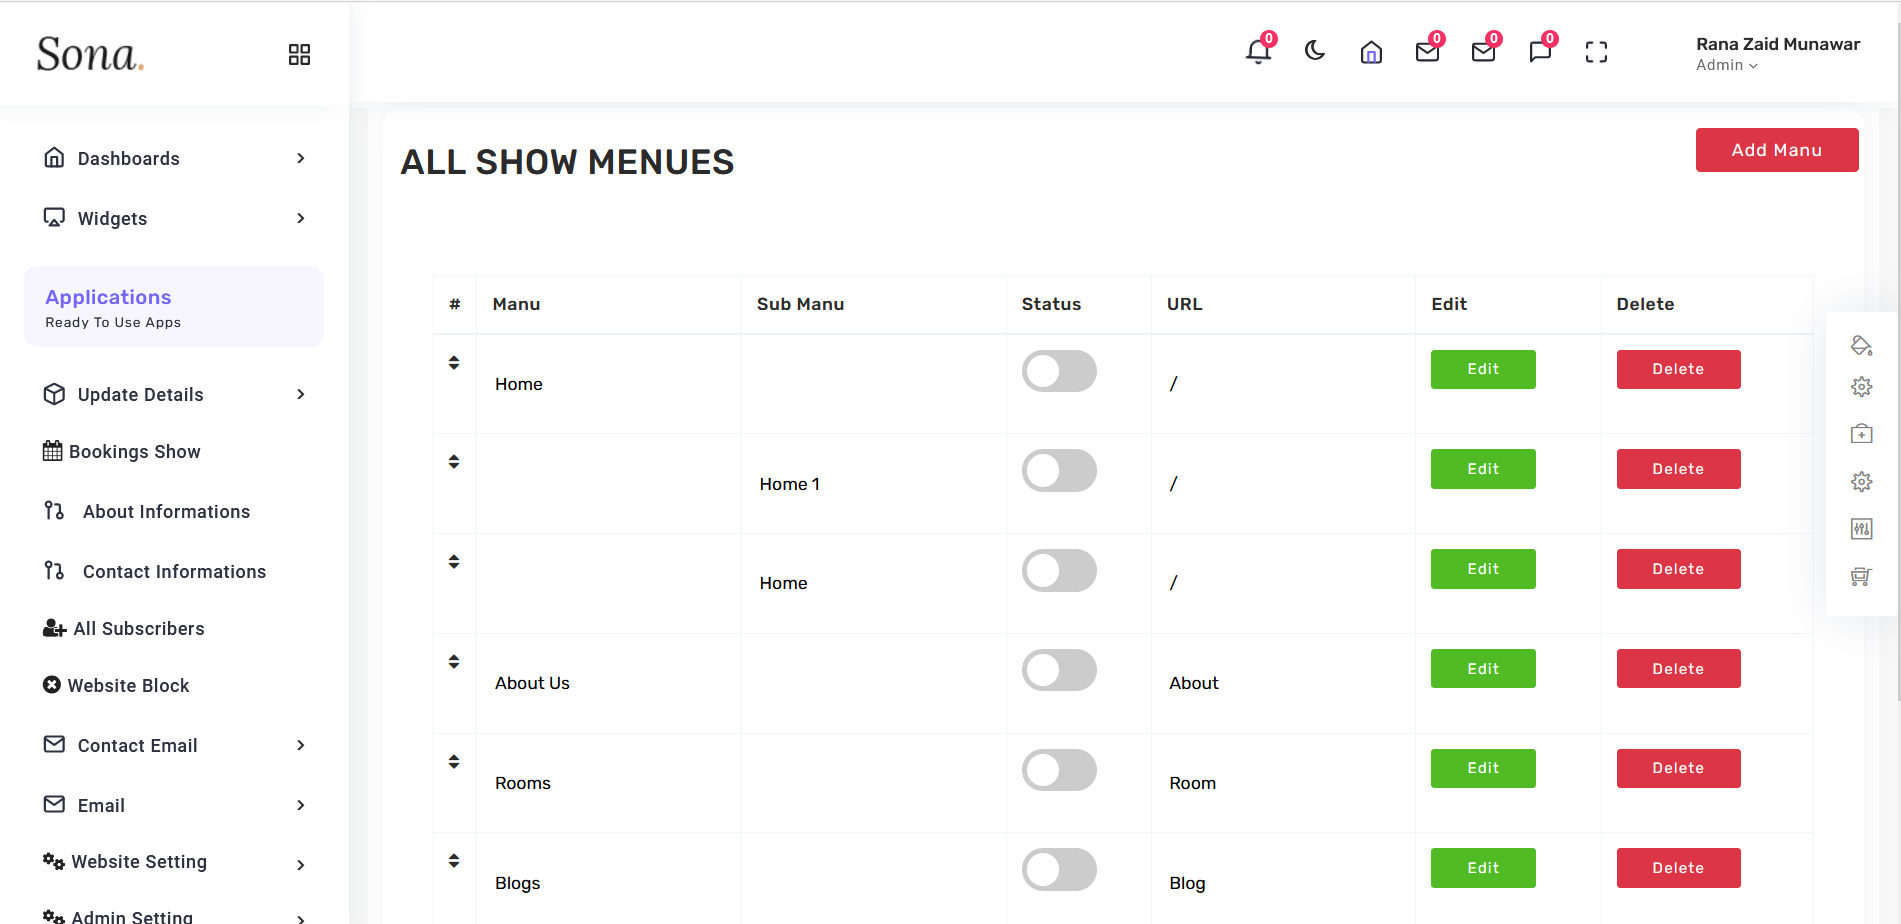 Sona.
0
0
0
0
Rana Zaid Munawar
Admin
Dashboards
Widgets
Applications
Ready To Use Apps
Update Details
Bookings Show
About Informations
Contact Informations
All Subscribers
Website Block
Contact Email
Email
Website Setting
Admin Setting
ALL SHOW MENUES
Add Manu
# Manu Sub Manu Status URL Edit Delete
Home / Edit Delete
Home 1 / Edit Delete
Home / Edit Delete
About Us About Edit Delete
Rooms Room Edit Delete
Blogs Blog Edit Delete